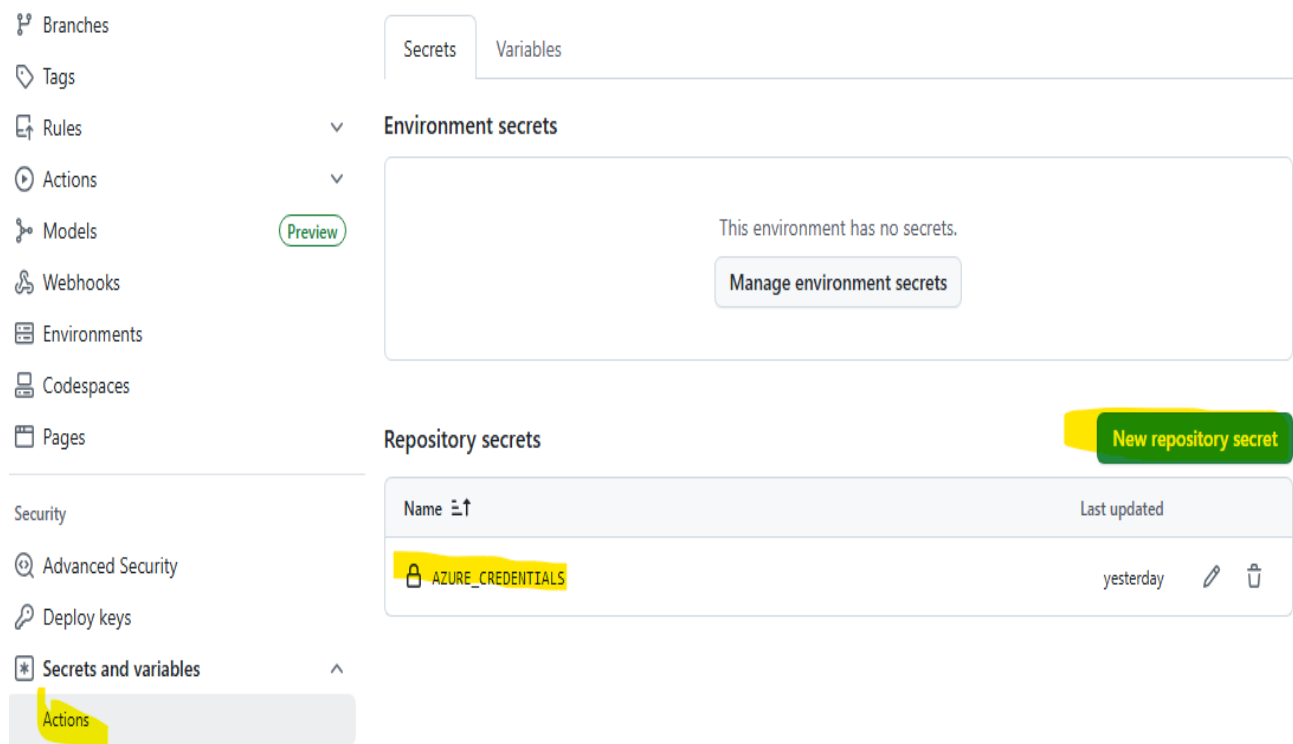 Branches
Tags
Rules
Actions
Models
Preview
Webhooks
Environments
Codespaces
Pages
Security
Advanced Security
Deploy keys
Secrets and variables
Actions
Secrets
Variables
Environment secrets
This environment has no secrets.
Manage environment secrets
Repository secrets
New repository secret
Name
Last updated
AZURE_CREDENTIALS
yesterday